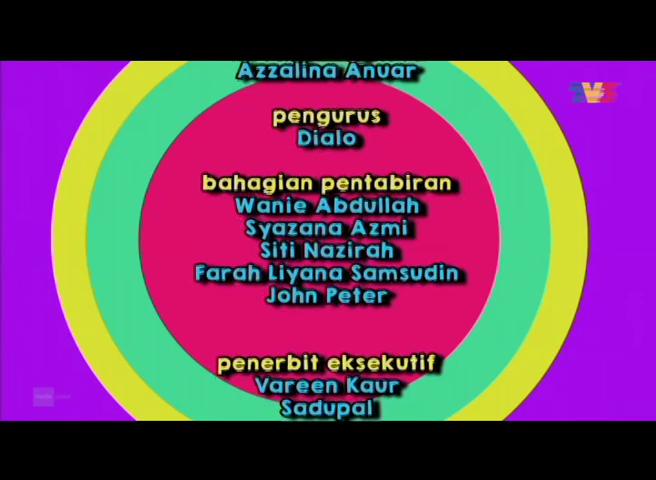 Azzalina Anuar
TV3
pengurus
Dialo
bahagian pentabiran
Wanie Abdullah
Syazana Azmi
Siti Nazirah
Farah Liyana Samsudin
John Peter
penerbit eksekutif
Vareen Kaur
Sadupal